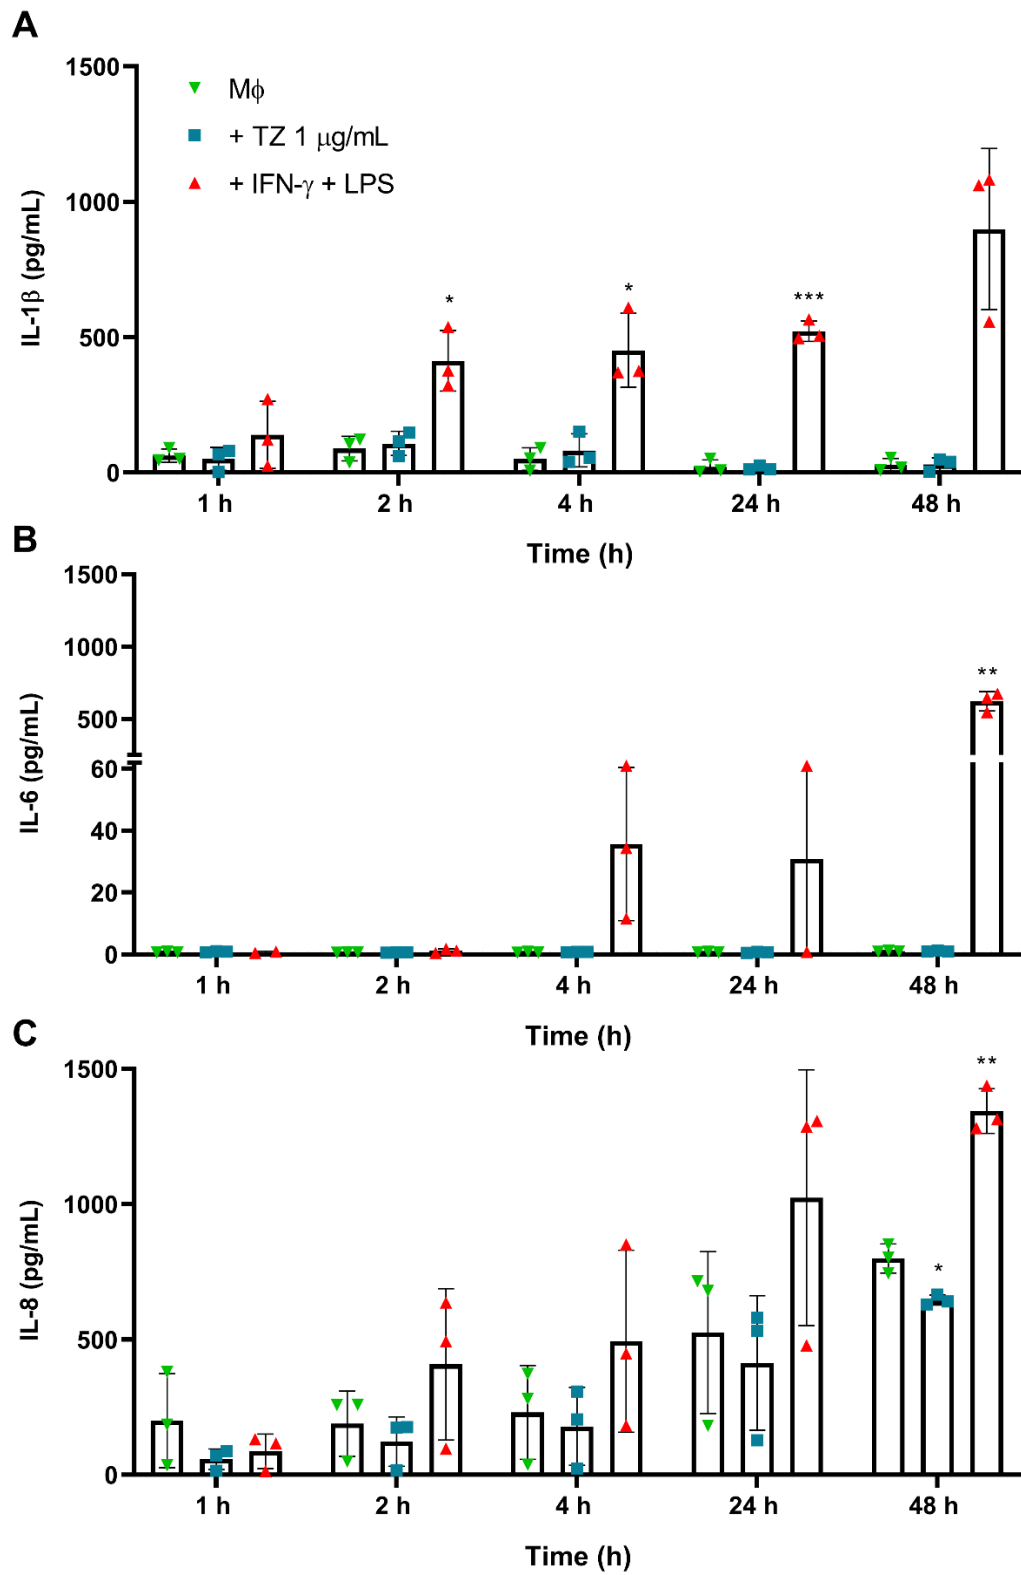 A
1500
1000
500
0
IL-1β (pg/mL)
Mϕ
+ TZ 1 μg/mL
+ IFN-γ + LPS
*
*
***
1 h 2 h 4 h 24 h 48 h
Time (h)
B
1500
1000
500
60
40
20
0
IL-6 (pg/mL)
**
1 h 2 h 4 h 24 h 48 h
Time (h)
C
1500
1000
500
0
IL-8 (pg/mL)
*
**
1 h 2 h 4 h 24 h 48 h
Time (h)